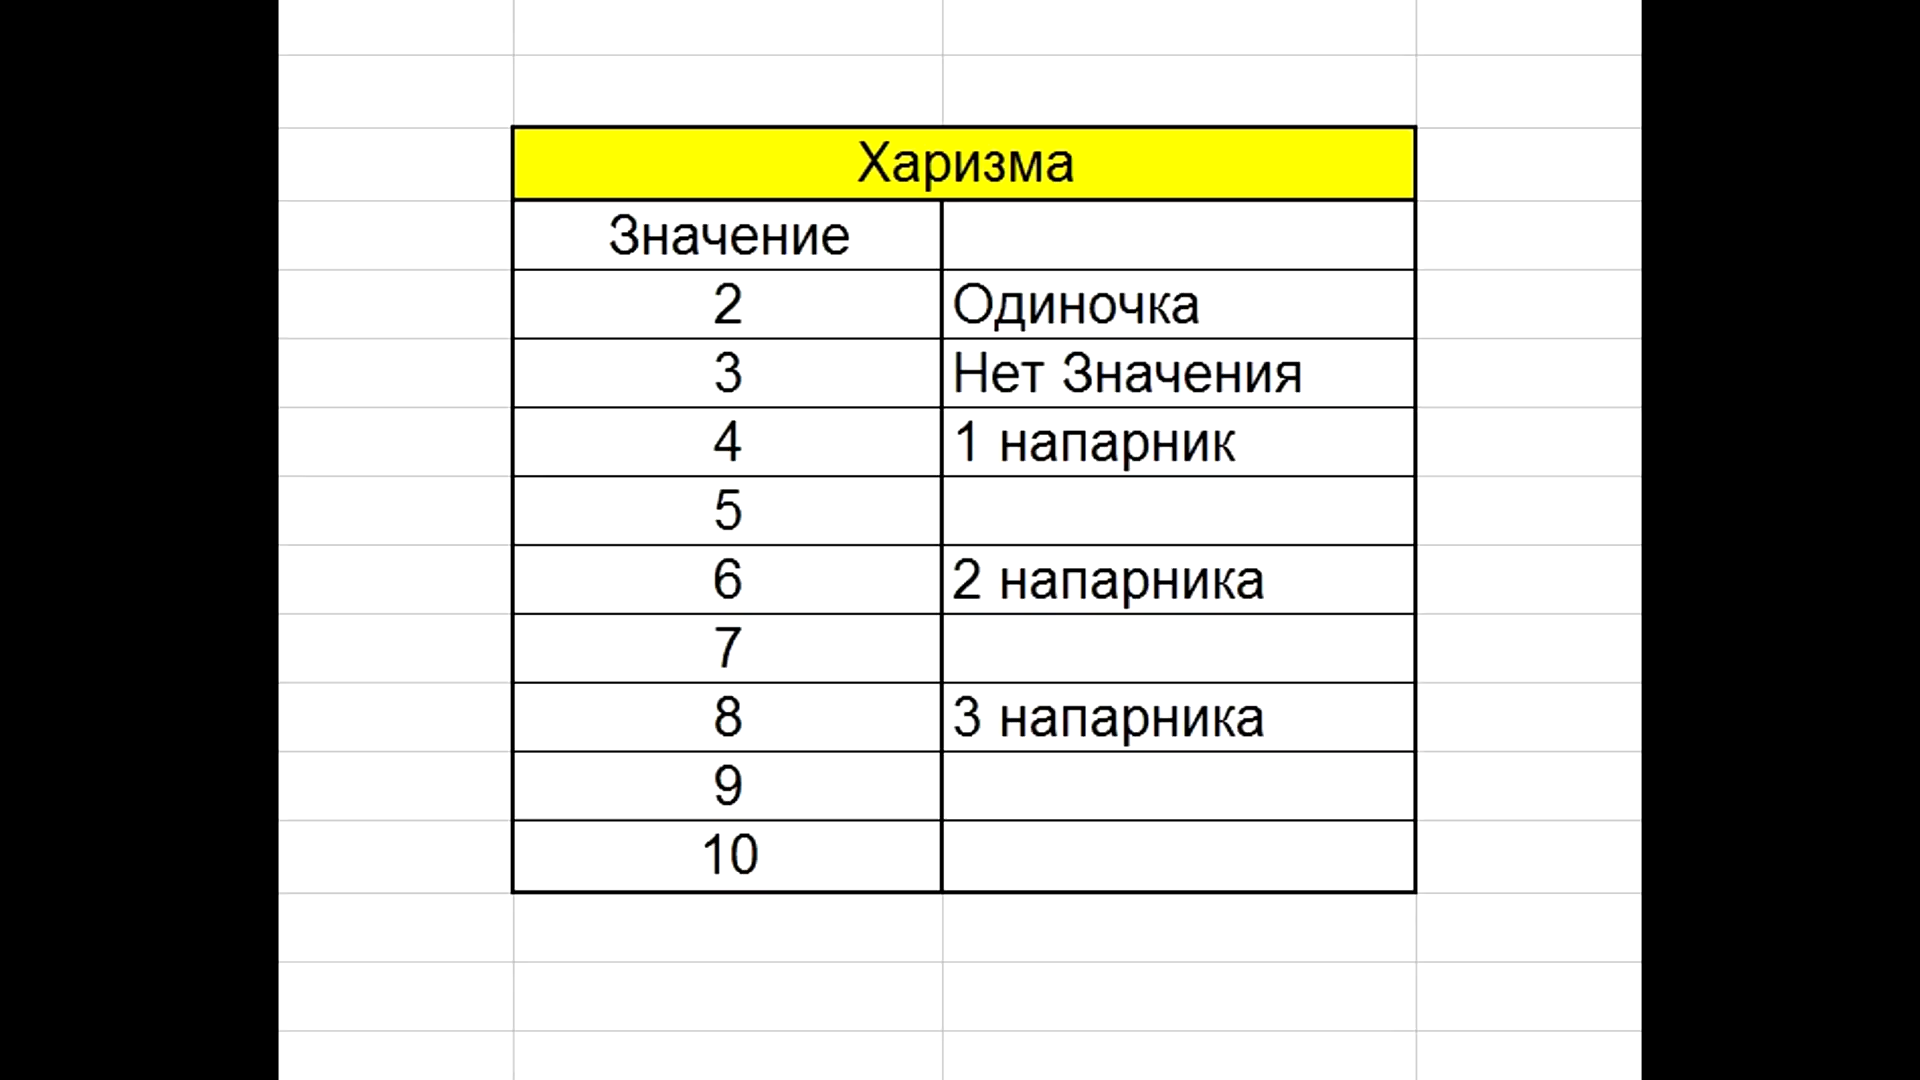 Харизма
Значение
2 Одиночка
3 Нет Значения
4 1 напарник
5
6 2 напарника
7
8 3 напарника
9
10